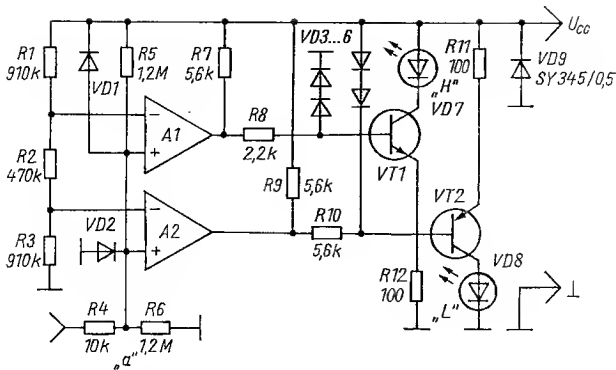 U_CC
R1
910k
VD1
R5
1,2M
R7
5,6k
VD3...6
R11
100
VD9
SY345/0,5
„H“
VD7
R8
2,2k
A1
−
+
VT1
R2
470k
R9
5,6k
R10
5,6k
VT2
A2
−
+
VD2
R3
910k
R12
100
VD8
„L“
⊥
R4
10k
R6
1,2M
„a“